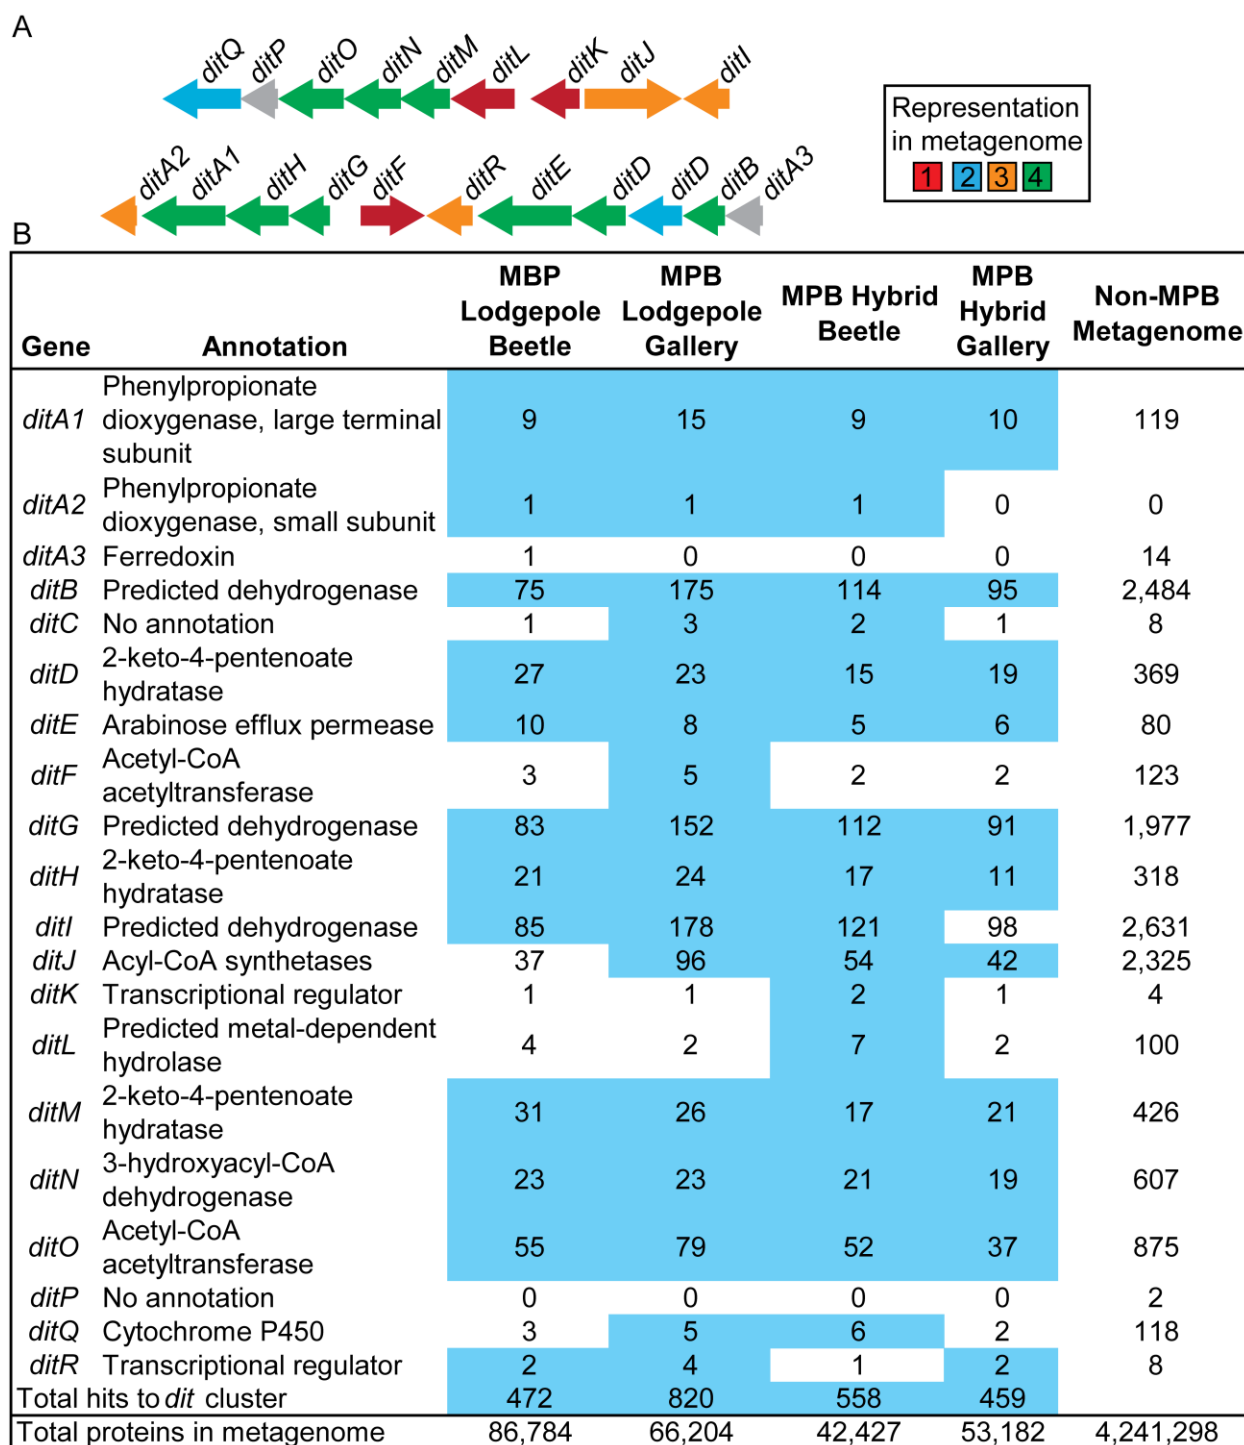 A
ditQ ditP ditO ditN ditM ditL ditK ditJ ditI
Representation
in metagenome
1 2 3 4
ditA2 ditA1 ditH ditG ditF ditR ditE ditD ditD ditB ditA3
B
Gene Annotation MBP Lodgepole Beetle MPB Lodgepole Gallery MPB Hybrid Beetle MPB Hybrid Gallery Non-MPB Metagenome
ditA1 Phenylpropionate dioxygenase, large terminal subunit 9 15 9 10 119
ditA2 Phenylpropionate dioxygenase, small subunit 1 1 1 0 0
ditA3 Ferredoxin 1 0 0 0 14
ditB Predicted dehydrogenase 75 175 114 95 2,484
ditC No annotation 1 3 2 1 8
ditD 2-keto-4-pentenoate hydratase 27 23 15 19 369
ditE Arabinose efflux permease 10 8 5 6 80
ditF Acetyl-CoA acetyltransferase 3 5 2 2 123
ditG Predicted dehydrogenase 83 152 112 91 1,977
ditH 2-keto-4-pentenoate hydratase 21 24 17 11 318
ditI Predicted dehydrogenase 85 178 121 98 2,631
ditJ Acyl-CoA synthetases 37 96 54 42 2,325
ditK Transcriptional regulator 1 1 2 1 4
ditL Predicted metal-dependent hydrolase 4 2 7 2 100
ditM 2-keto-4-pentenoate hydratase 31 26 17 21 426
ditN 3-hydroxyacyl-CoA dehydrogenase 23 23 21 19 607
ditO Acetyl-CoA acetyltransferase 55 79 52 37 875
ditP No annotation 0 0 0 0 2
ditQ Cytochrome P450 3 5 6 2 118
ditR Transcriptional regulator 2 4 1 2 8
Total hits to dit cluster 472 820 558 459
Total proteins in metagenome 86,784 66,204 42,427 53,182 4,241,298